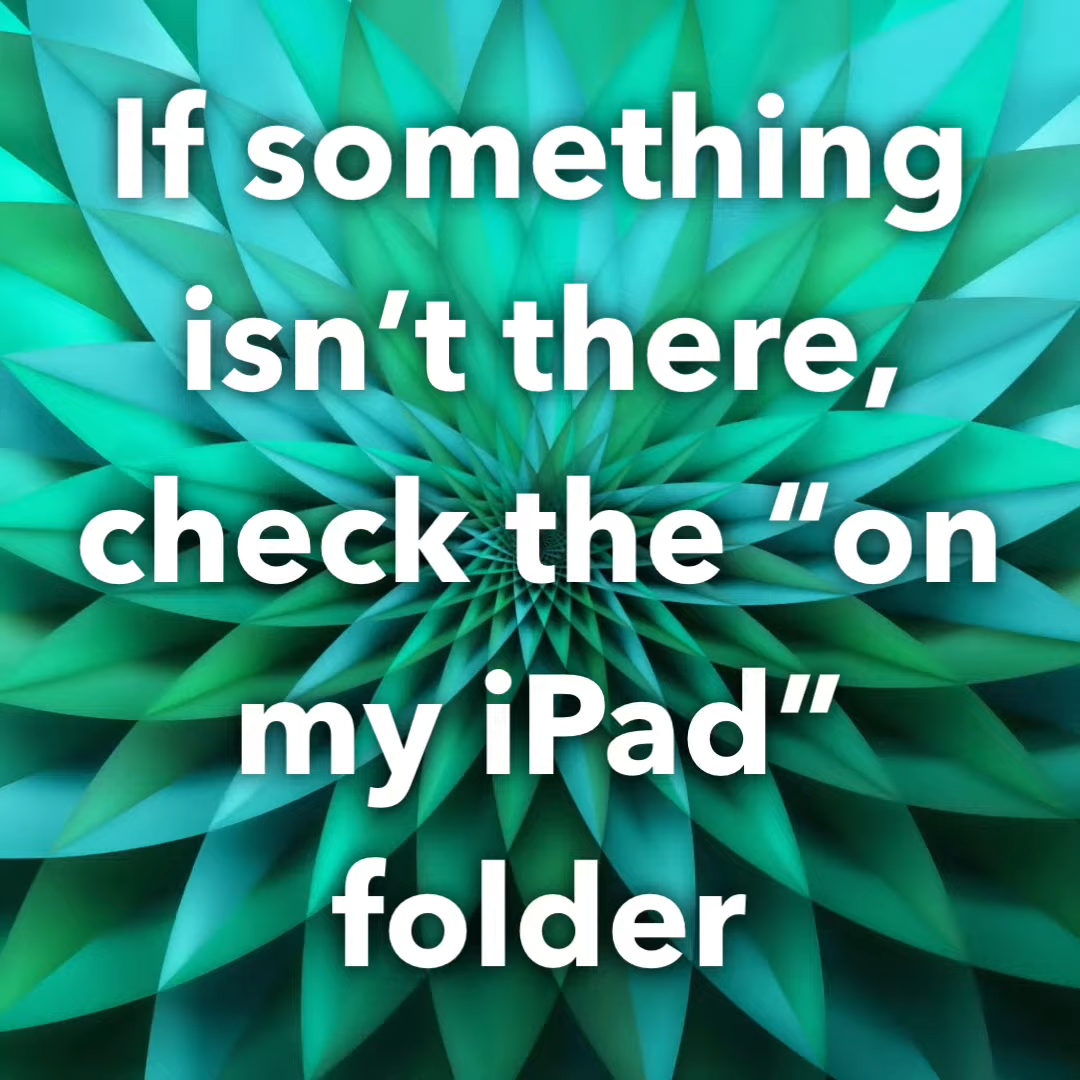 If something
isn’t there,
check the “on
my iPad”
folder